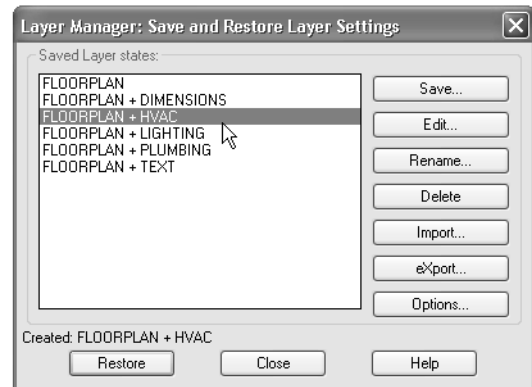 Layer Manager: Save and Restore Layer Settings
Saved Layer states:
FLOORPLAN
FLOORPLAN + DIMENSIONS
FLOORPLAN + HVAC
FLOORPLAN + LIGHTING
FLOORPLAN + PLUMBING
FLOORPLAN + TEXT
Save...
Edit...
Rename...
Delete
Import...
eXport...
Options...
Created: FLOORPLAN + HVAC
Restore
Close
Help